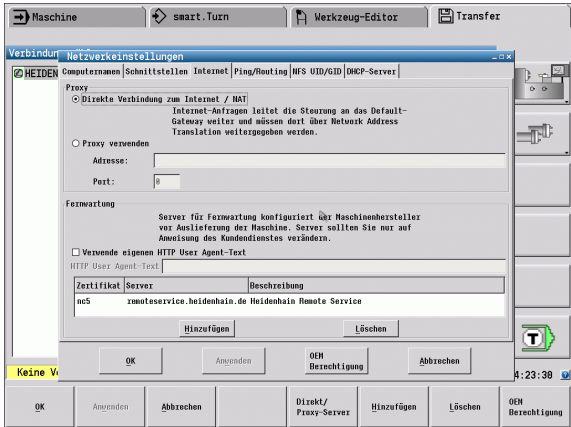 Maschine
smart.Turn
Werkzeug-Editor
Transfer
Netzwerkeinstellungen
HEIDEN
Computernamen Schnittstellen Internet Ping/Routing NFS UID/GID DHCP-Server
Proxy
Direkte Verbindung zum Internet / NAT
Internet-Anfragen leitet die Steurung an das Default-
Gateway weiter und müssen dort über Network Address
Translation weitergegeben werden.
Proxy verwenden
Adresse:
Port: 0
Fernwartung
Server für Fernwartung konfiguriert der Maschinenhersteller
vor Auslieferung der Maschine. Server sollten Sie nur auf
Anweisung des Kundendienstes verändern.
Verwende eigenen HTTP User Agent-Text
HTTP User Agent-Text
Zertifikat Server Beschreibung
nc5 remoteservice.heidenhain.de Heidenhain Remote Service
Hinzufügen Löschen
T
OK Anwenden OEM Berechtigung Abbrechen
Keine V
4:23:30
OK Anwenden Abbrechen Direkt/ Proxy-Server Hinzufügen Löschen OEM Berechtigung